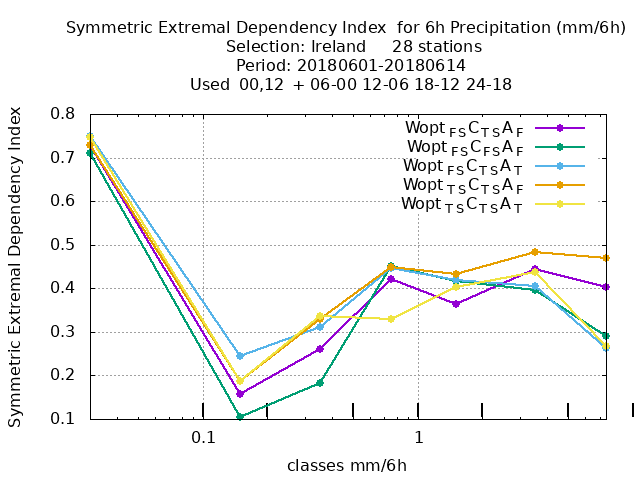 Symmetric Extremal Dependency Index for 6h Precipitation (mm/6h)
Selection: Ireland 28 stations
Period: 20180601-20180614
Used 00,12 + 06-00 12-06 18-12 24-18
Symmetric Extremal Dependency Index
0.8
0.7
0.6
0.5
0.4
0.3
0.2
0.1
Wopt FS C TS A F
Wopt FS C FS A F
Wopt FS C TS A T
Wopt TS C TS A F
Wopt TS C TS A T
0.1 1
classes mm/6h